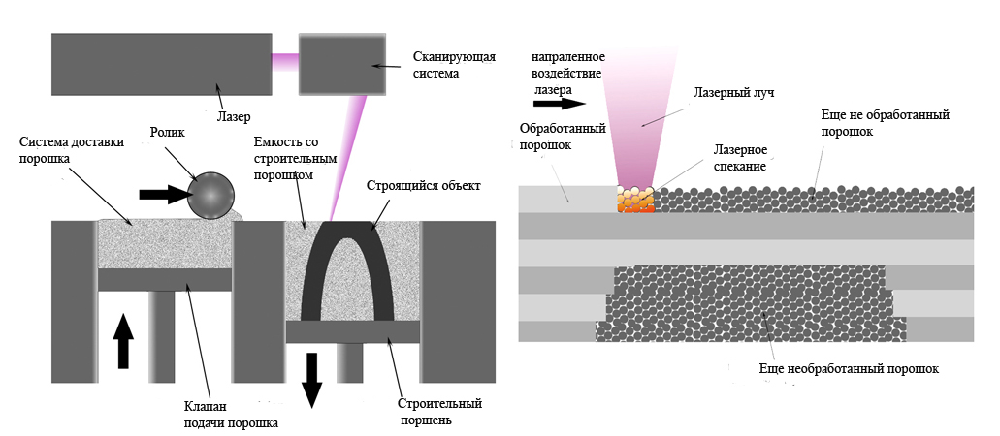 Сканирующая
система
Лазер
Ролик
Система доставки
порошка
Емкость со
строительным
порошком
Строящийся объект
Клапан
подачи порошка
Строительный
поршень
напраленное
воздействие
лазера
Лазерный луч
Обработанный
порошок
Еще не обработанный
порошок
Лазерное
спекание
Еще необработанный порошок